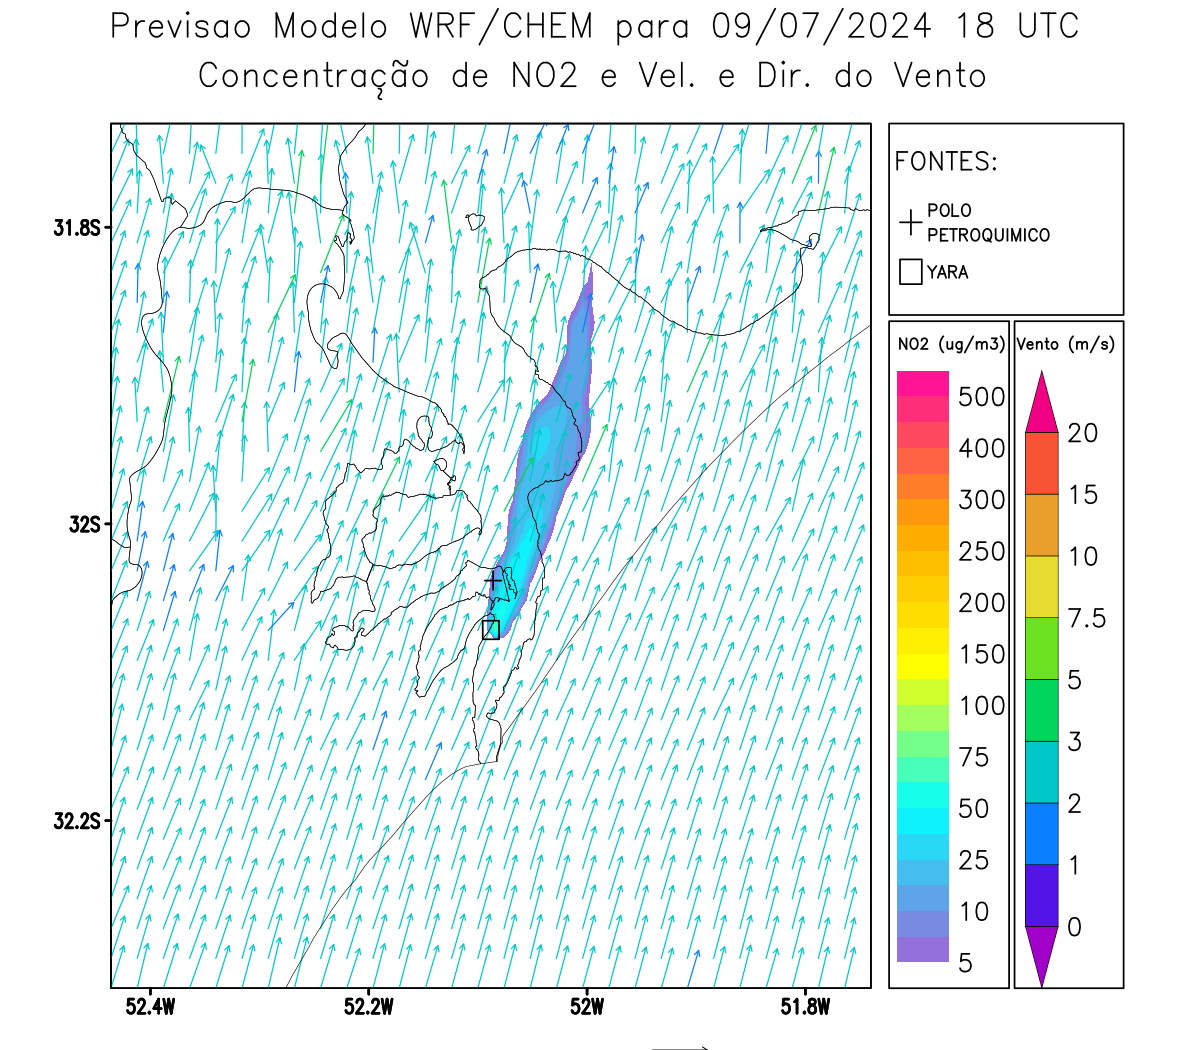 Previsao Modelo WRF/CHEM para 09/07/2024 18 UTC
Concentração de NO2 e Vel. e Dir. do Vento
FONTES:
POLO
PETROQUIMICO
YARA
NO2 (ug/m3)
500
400
300
250
200
150
100
75
50
25
10
5
Vento (m/s)
20
15
10
7.5
5
3
2
1
0
31.8S
32S
32.2S
52.4W
52.2W
52W
51.8W